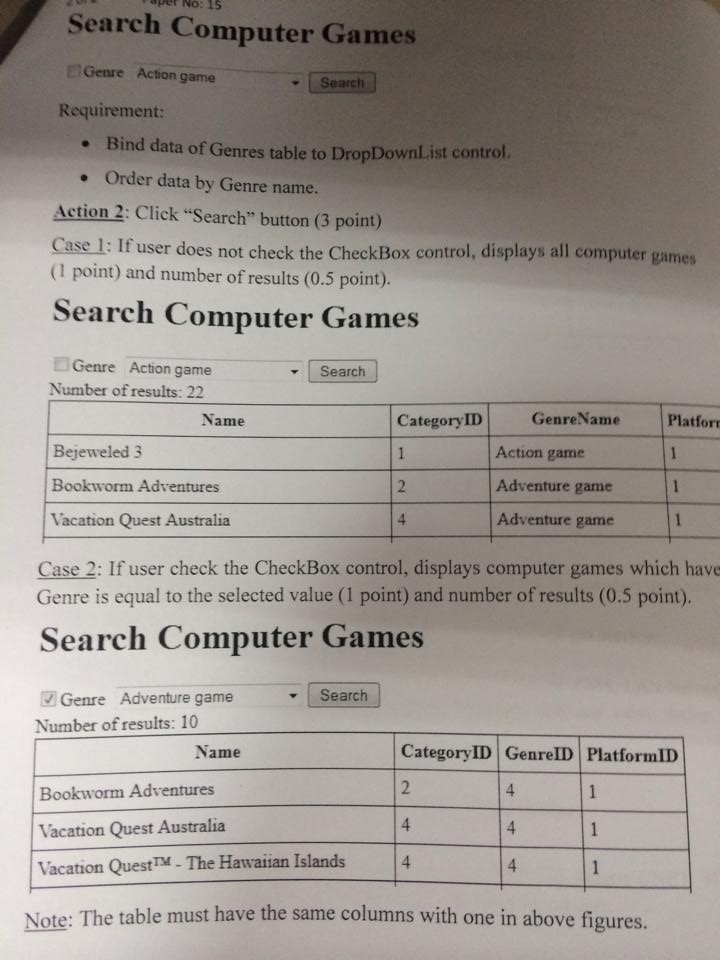 Paper No: 15
Search Computer Games
Genre Action game Search
Requirement:
• Bind data of Genres table to DropDownList control.
• Order data by Genre name.
Action 2: Click “Search” button (3 point)
Case 1: If user does not check the CheckBox control, displays all computer games
(1 point) and number of results (0.5 point).
Search Computer Games
Genre Action game Search
Number of results: 22
Name CategoryID GenreName Platfor
Bejeweled 3 1 Action game 1
Bookworm Adventures 2 Adventure game 1
Vacation Quest Australia 4 Adventure game 1
Case 2: If user check the CheckBox control, displays computer games which have
Genre is equal to the selected value (1 point) and number of results (0.5 point).
Search Computer Games
Genre Adventure game Search
Number of results: 10
Name CategoryID GenreID PlatformID
Bookworm Adventures 2 4 1
Vacation Quest Australia 4 4 1
Vacation Quest™ - The Hawaiian Islands 4 4 1
Note: The table must have the same columns with one in above figures.